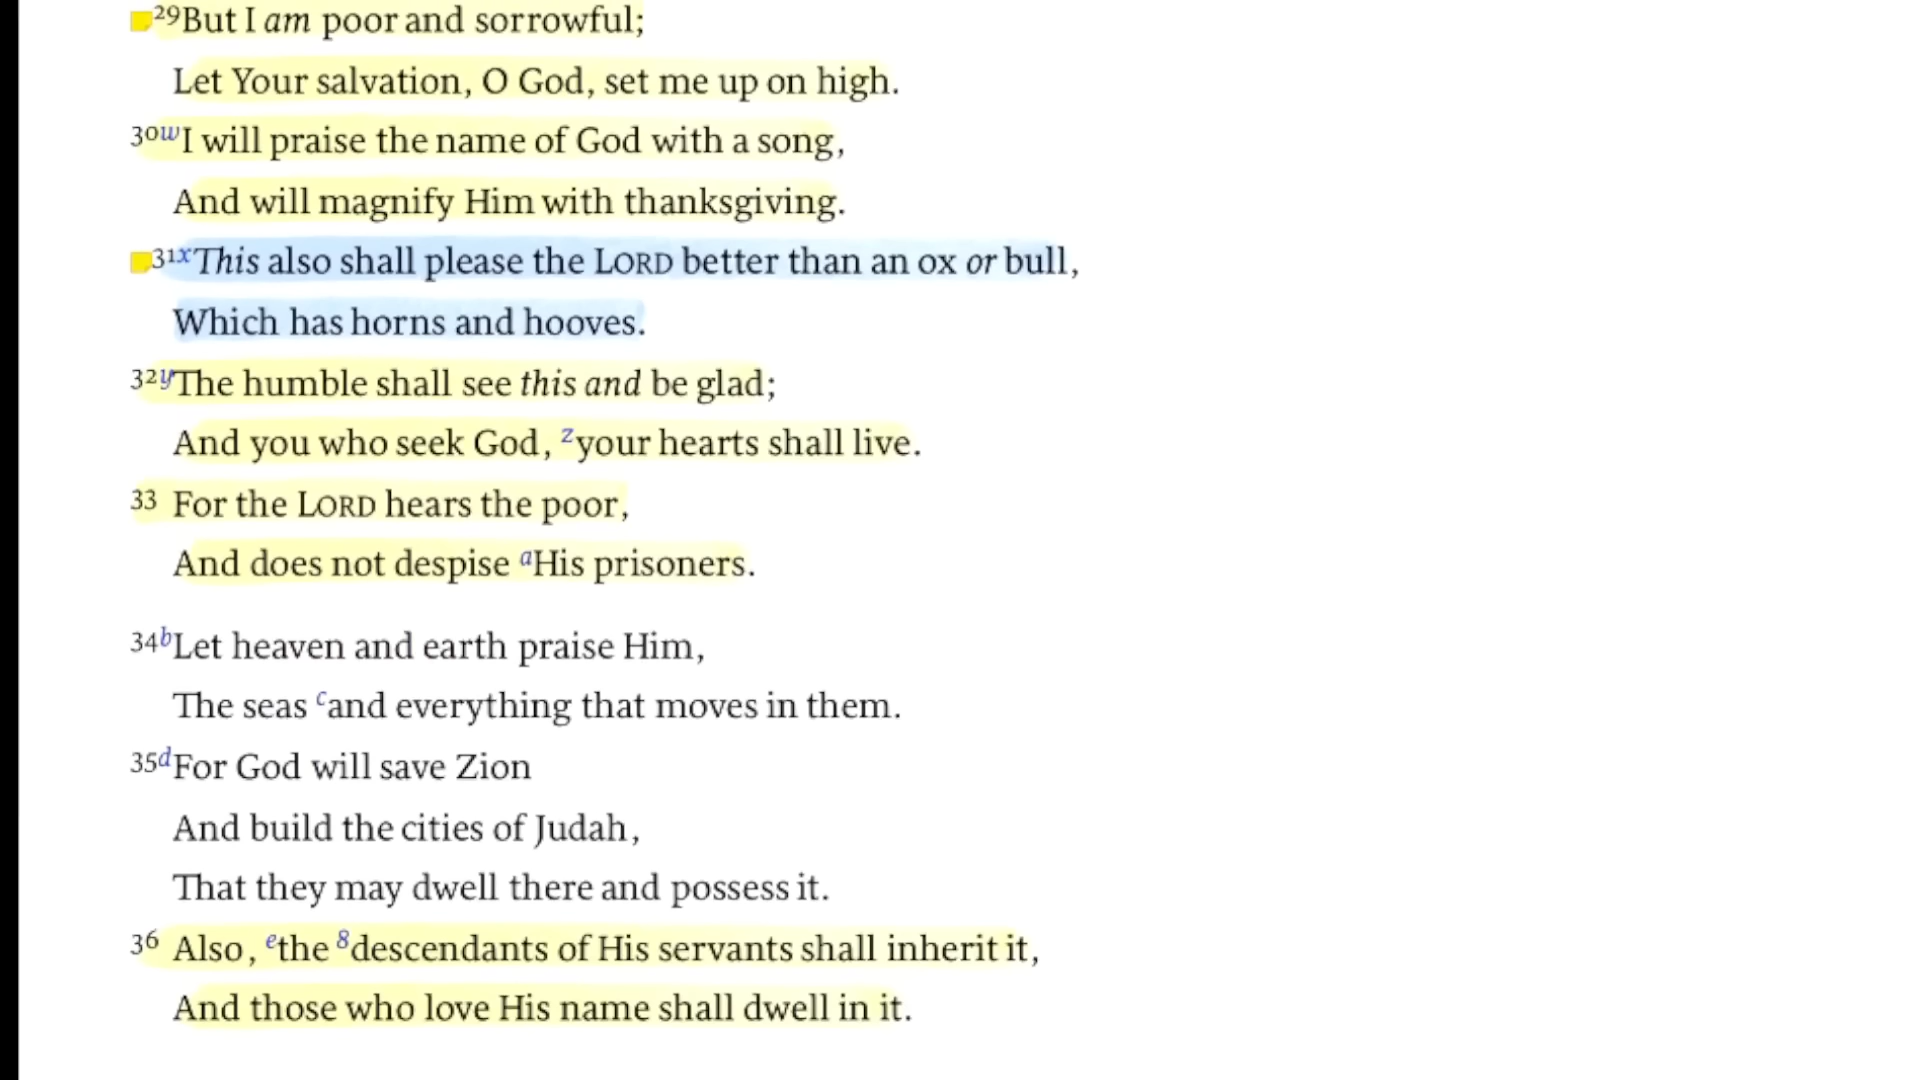 29But I am poor and sorrowful;
Let Your salvation, O God, set me up on high.
30wI will praise the name of God with a song,
And will magnify Him with thanksgiving.
31xThis also shall please the LORD better than an ox or bull,
Which has horns and hooves.
32yThe humble shall see this and be glad;
And you who seek God, zyour hearts shall live.
33 For the LORD hears the poor,
And does not despise aHis prisoners.
34bLet heaven and earth praise Him,
The seas cand everything that moves in them.
35dFor God will save Zion
And build the cities of Judah,
That they may dwell there and possess it.
36 Also, ethe 8descendants of His servants shall inherit it,
And those who love His name shall dwell in it.